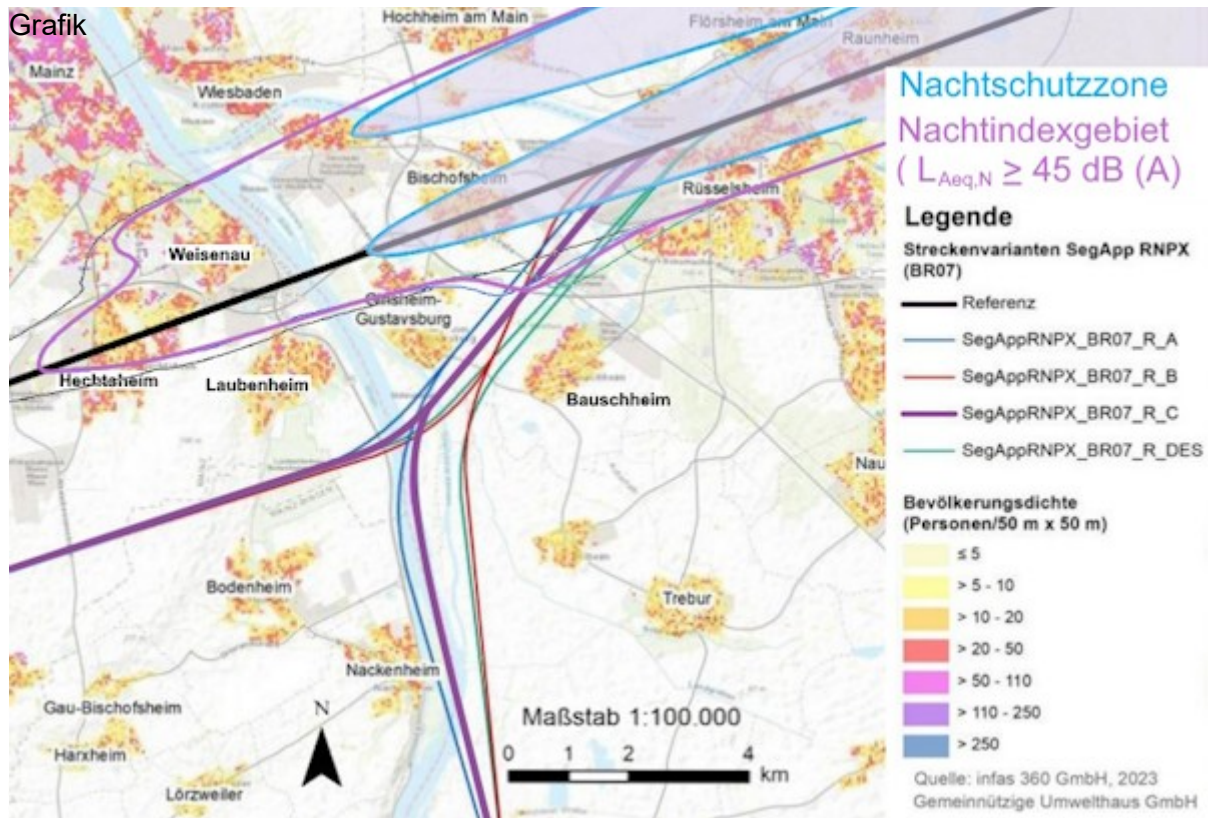 Grafik
Hochheim am Main
Flörsheim am Main
Raunheim
Mainz
Wiesbaden
Bischofsheim
Rüsselsheim
Weisenau
Ginsheim-
Gustavsburg
Hechtsheim
Laubenheim
Bauschheim
Nau
Bodenheim
Trebur
Nackenheim
Gau-Bischofsheim
Harxheim
Lörzweiler
N
Maßstab 1:100.000
0 1 2 4
km
Nachtschutzzone
Nachtindexgebiet
( LAeq,N ≥ 45 dB (A)
Legende
Streckenvarianten SegApp RNPX
(BR07)
Referenz
SegAppRNPX_BR07_R_A
SegAppRNPX_BR07_R_B
SegAppRNPX_BR07_R_C
SegAppRNPX_BR07_R_DES
Bevölkerungsdichte
(Personen/50 m x 50 m)
≤ 5
> 5 - 10
> 10 - 20
> 20 - 50
> 50 - 110
> 110 - 250
> 250
Quelle: infas 360 GmbH, 2023
Gemeinnützige Umwelthaus GmbH